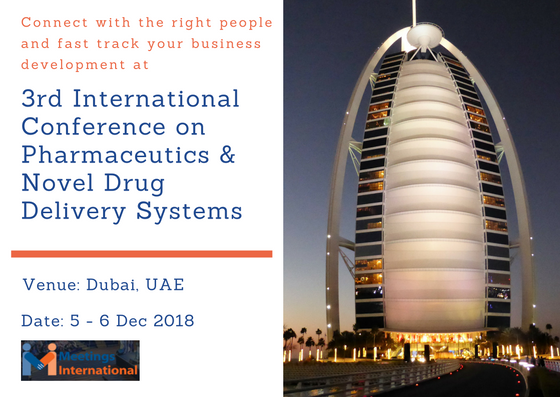 Connect with the right people
and fast track your business
development at
3rd International
Conference on
Pharmaceutics &
Novel Drug
Delivery Systems
Venue: Dubai, UAE
Date: 5 - 6 Dec 2018
Meetings
International